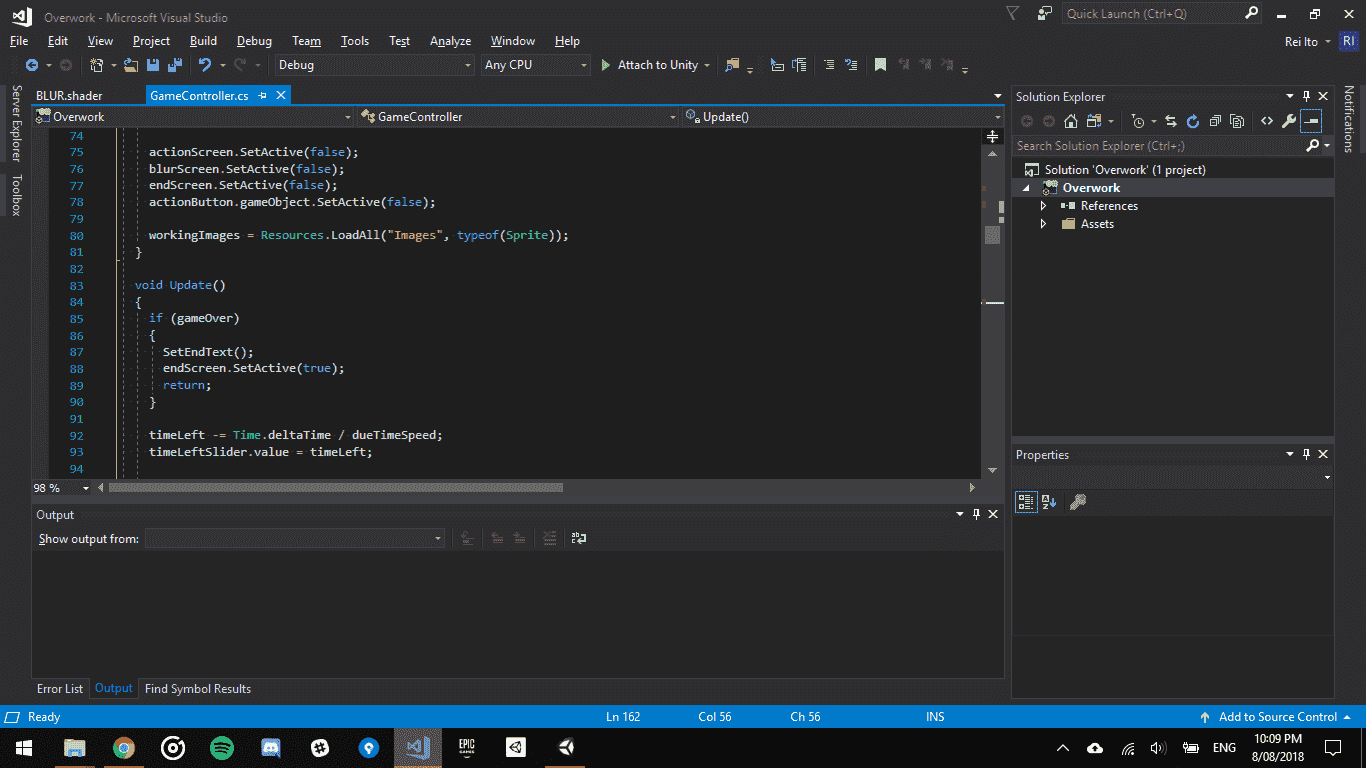 Overwork - Microsoft Visual Studio
Quick Launch (Ctrl+Q)
File Edit View Project Build Debug Team Tools Test Analyze Window Help
Rei Ito RI
Debug Any CPU Attach to Unity
Server Explorer
Toolbox
BLUR.shader GameController.cs
Overwork GameController Update()
74
75 actionScreen.SetActive(false);
76 blurScreen.SetActive(false);
77 endScreen.SetActive(false);
78 actionButton.gameObject.SetActive(false);
79
80 workingImages = Resources.LoadAll("Images", typeof(Sprite));
81 }
82
83 void Update()
84 {
85 if (gameOver)
86 {
87 SetEndText();
88 endScreen.SetActive(true);
89 return;
90 }
91
92 timeLeft -= Time.deltaTime / dueTimeSpeed;
93 timeLeftSlider.value = timeLeft;
94
98 %
Output
Show output from:
Error List Output Find Symbol Results
Solution Explorer
Search Solution Explorer (Ctrl+;)
Solution 'Overwork' (1 project)
Overwork
References
Assets
Properties
Notifications
Ready Ln 162 Col 56 Ch 56 INS Add to Source Control
EPIC GAMES
ENG
10:09 PM
8/08/2018